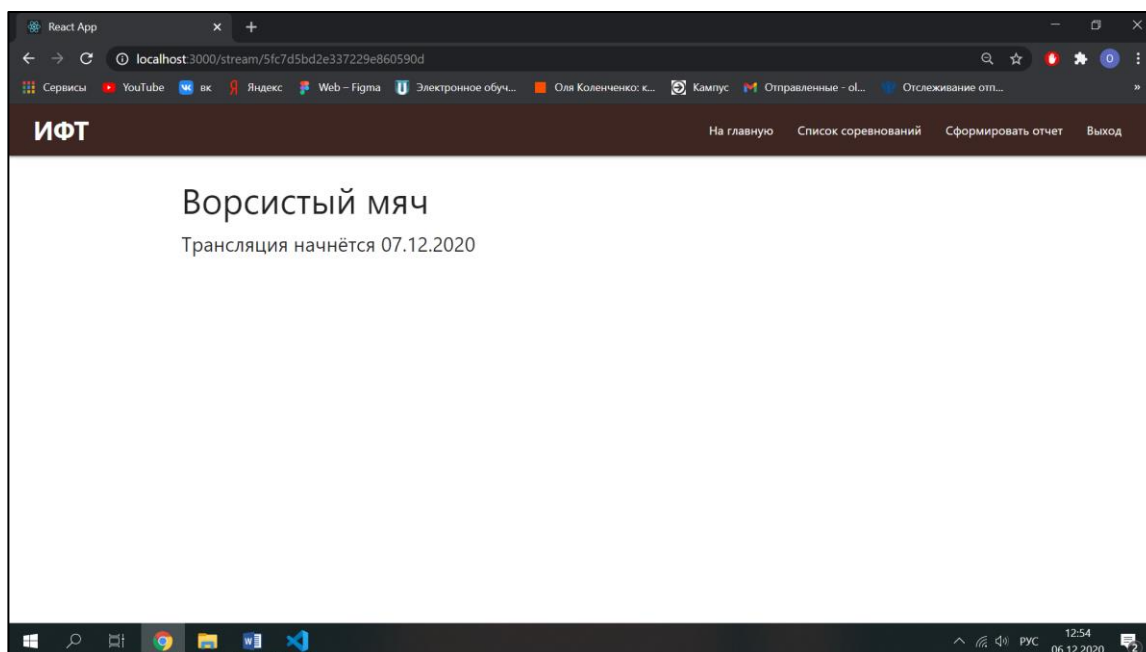 React App
localhost:3000/stream/5fc7d5bd2e337229e860590d
Сервисы YouTube вк Яндекс Web – Figma Электронное обуч... Оля Коленченко: к... Кампус Отправленные - ol... Отслеживание отп... »
ИФТ На главную Список соревнований Сформировать отчет Выход
Ворсистый мяч
Трансляция начнётся 07.12.2020
РУС 12:54
06.12.2020